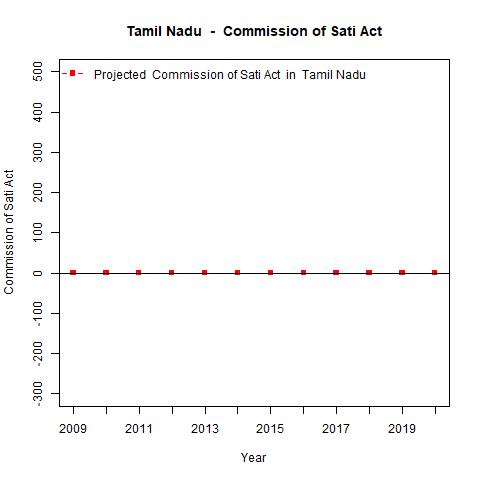 Tamil Nadu - Commission of Sati Act
Projected Commission of Sati Act in Tamil Nadu
Commission of Sati Act
500
400
300
200
100
0
-100
-200
-300
2009 2011 2013 2015 2017 2019
Year